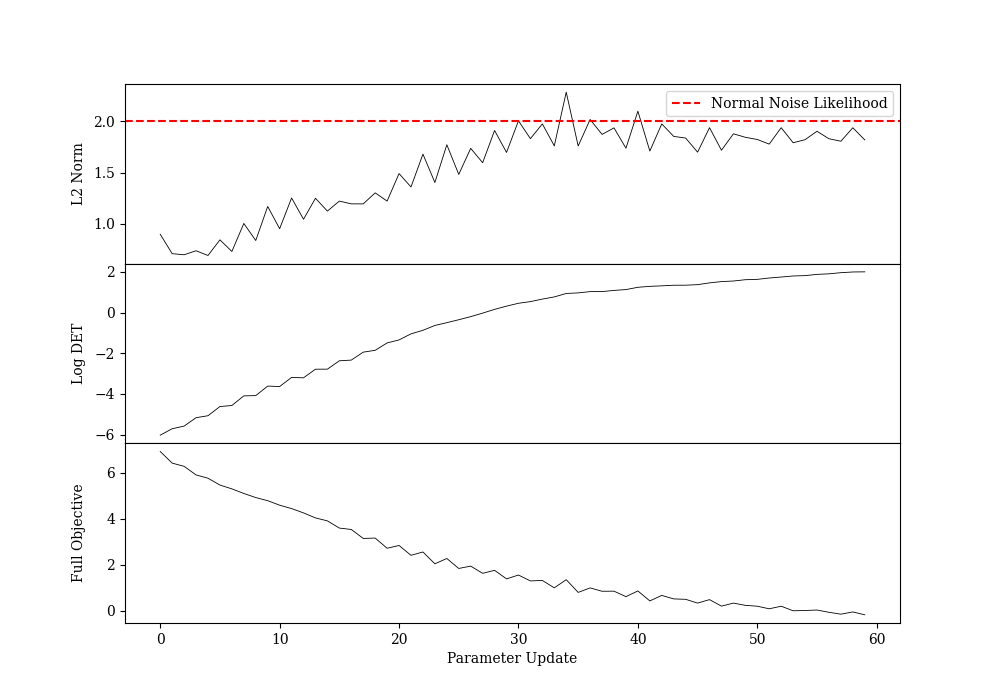 Normal Noise Likelihood
L2 Norm
2.0
1.5
1.0
Log DET
2
0
−2
−4
−6
Full Objective
6
4
2
0
0 10 20 30 40 50 60
Parameter Update